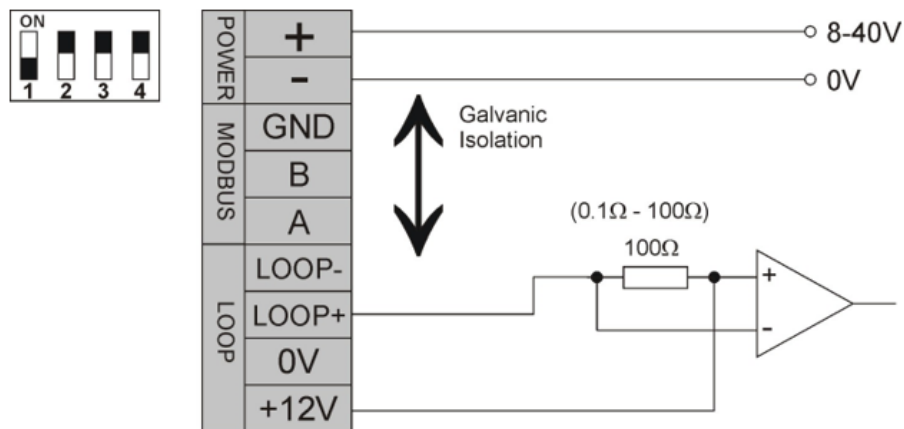 ON
1 2 3 4
POWER
+
-
MODBUS
GND
B
A
LOOP
LOOP-
LOOP+
0V
+12V
8-40V
0V
Galvanic
Isolation
(0.1Ω - 100Ω)
100Ω
+
-